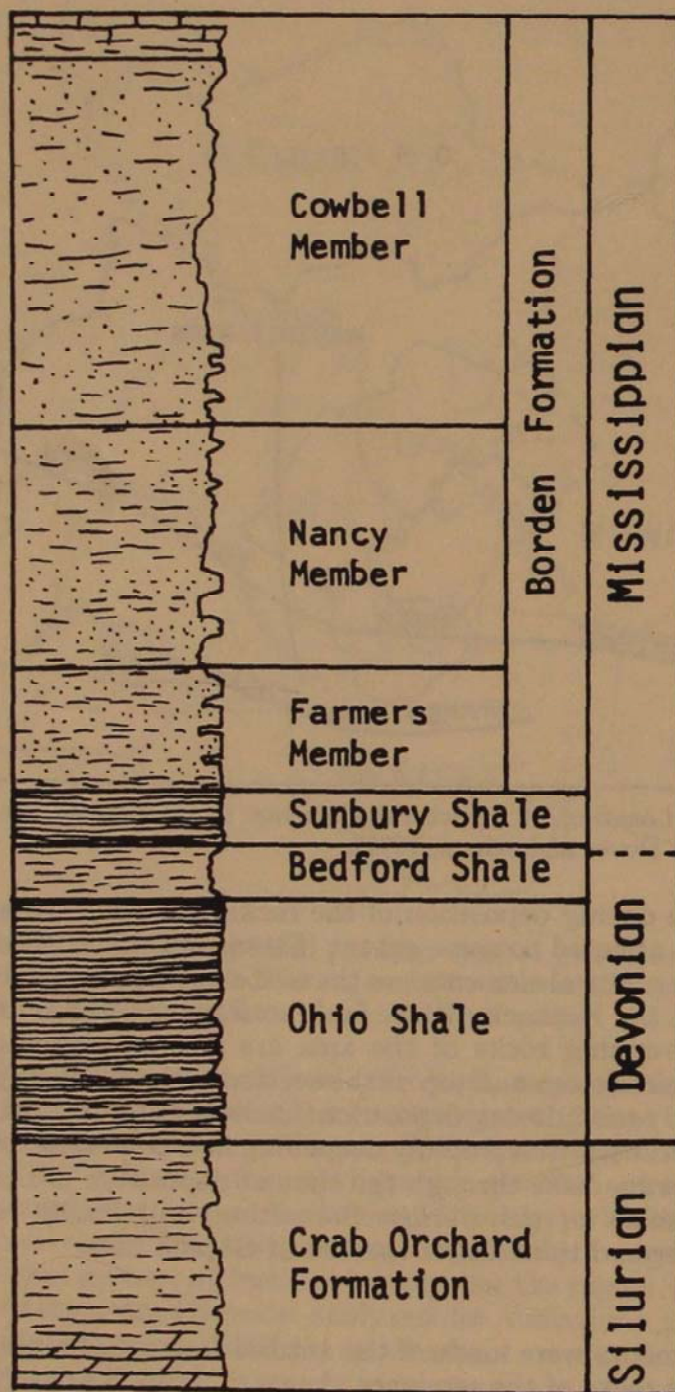 Cowbell
Member
Nancy
Member
Farmers
Member
Sunbury Shale
Bedford Shale
Ohio Shale
Crab Orchard
Formation
Borden Formation
Mississippian
Devonian
Silurian